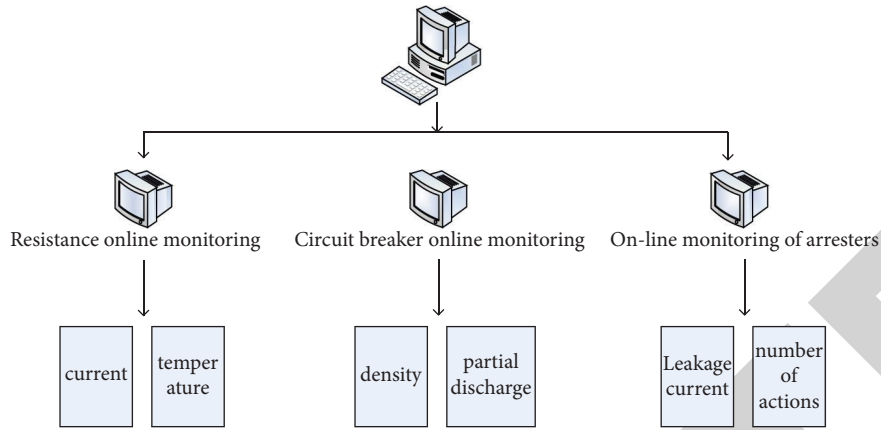 Resistance online monitoring
Circuit breaker online monitoring
On-line monitoring of arresters
current
temper
ature
density
partial
discharge
Leakage
current
number
of
actions